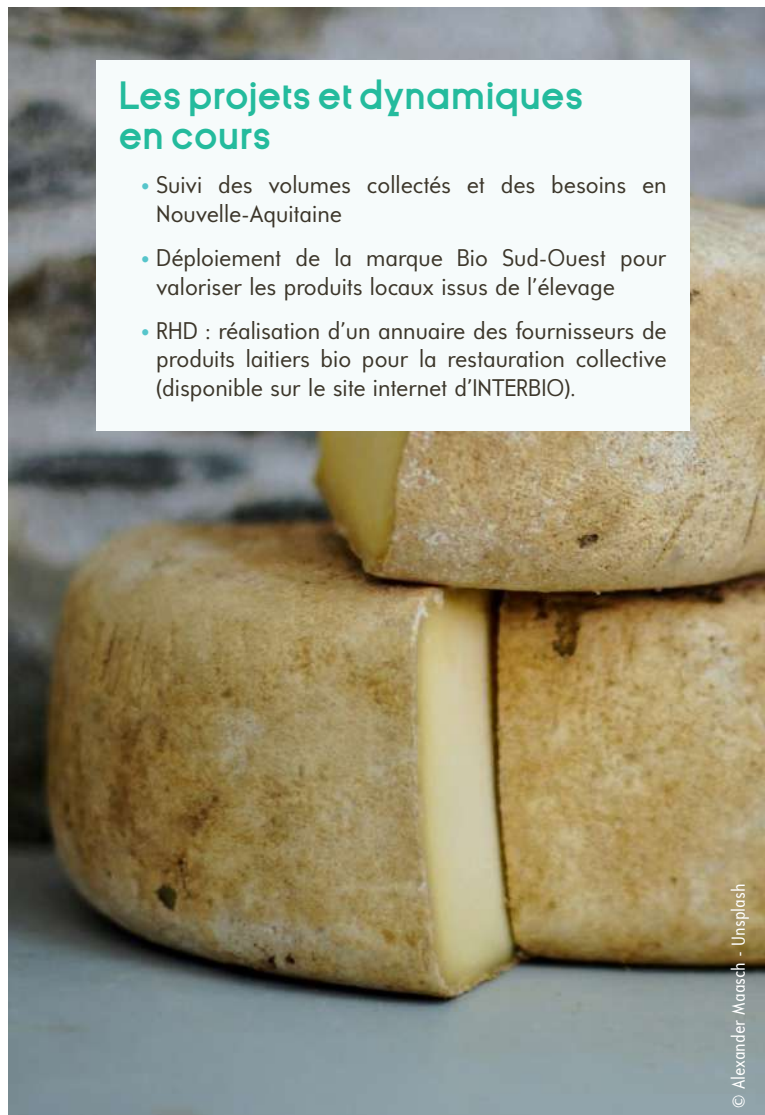 Les projets et dynamiques
en cours
• Suivi des volumes collectés et des besoins en
Nouvelle-Aquitaine
• Déploiement de la marque Bio Sud-Ouest pour
valoriser les produits locaux issus de l'élevage
• RHD : réalisation d'un annuaire des fournisseurs de
produits laitiers bio pour la restauration collective
(disponible sur le site internet d'INTERBIO).
© Alexander Maasch - Unsplash